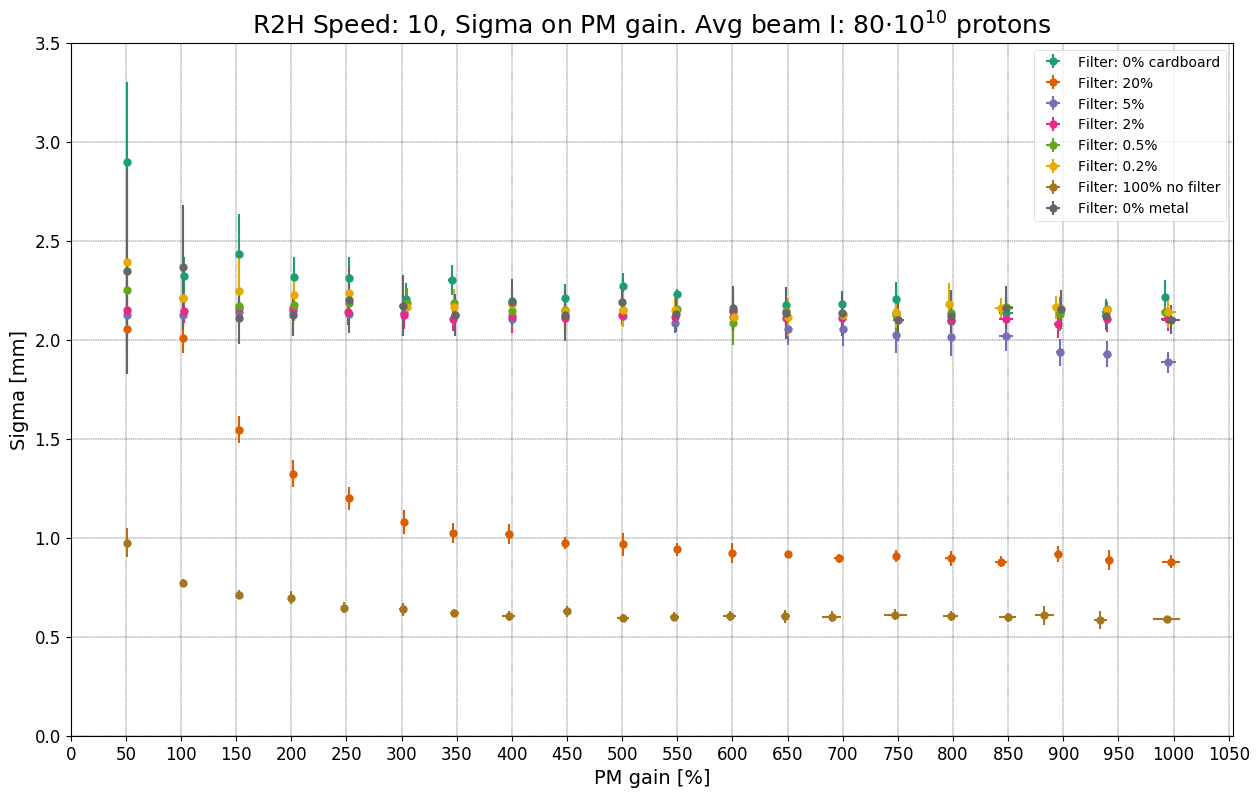 R2H Speed: 10, Sigma on PM gain. Avg beam I: 80·10^10 protons
3.5
3.0
2.5
2.0
1.5
1.0
0.5
0.0
Sigma [mm]
Filter: 0% cardboard
Filter: 20%
Filter: 5%
Filter: 2%
Filter: 0.5%
Filter: 0.2%
Filter: 100% no filter
Filter: 0% metal
0 50 100 150 200 250 300 350 400 450 500 550 600 650 700 750 800 850 900 950 1000 1050
PM gain [%]